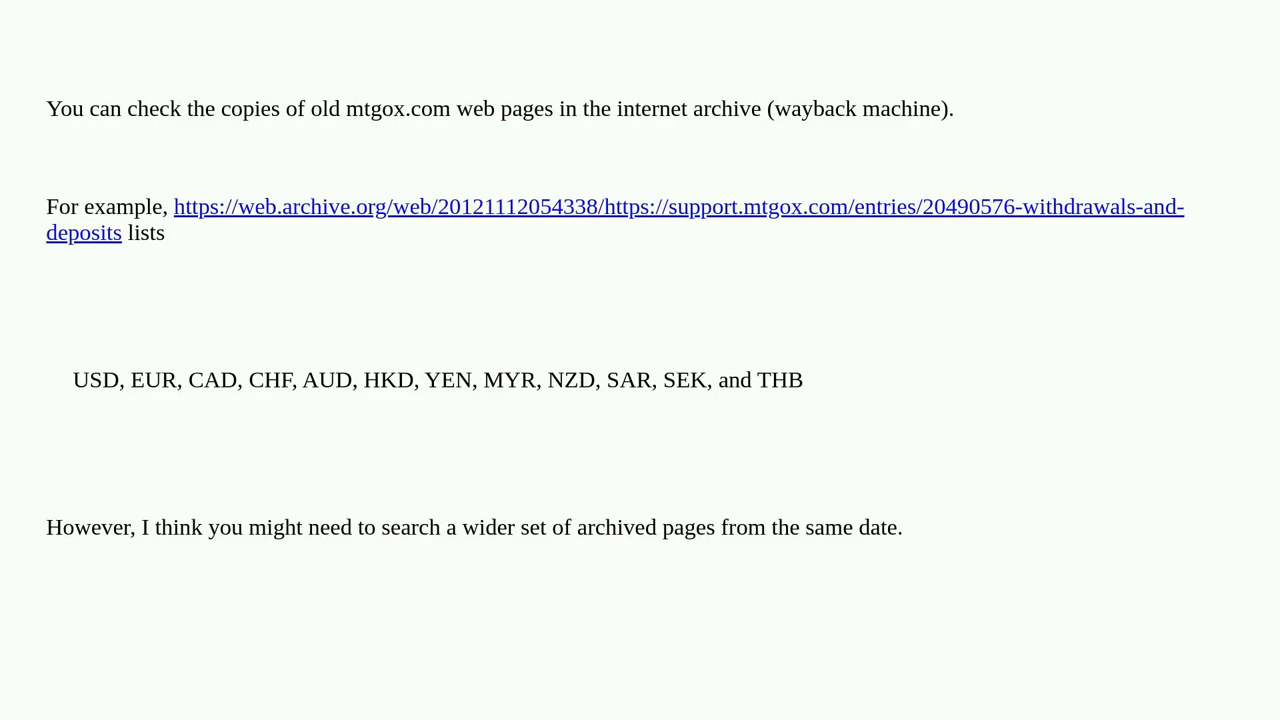 You can check the copies of old mtgox.com web pages in the internet archive (wayback machine).
For example, https://web.archive.org/web/20121112054338/https://support.mtgox.com/entries/20490576-withdrawals-and-
deposits lists
USD, EUR, CAD, CHF, AUD, HKD, YEN, MYR, NZD, SAR, SEK, and THB
However, I think you might need to search a wider set of archived pages from the same date.